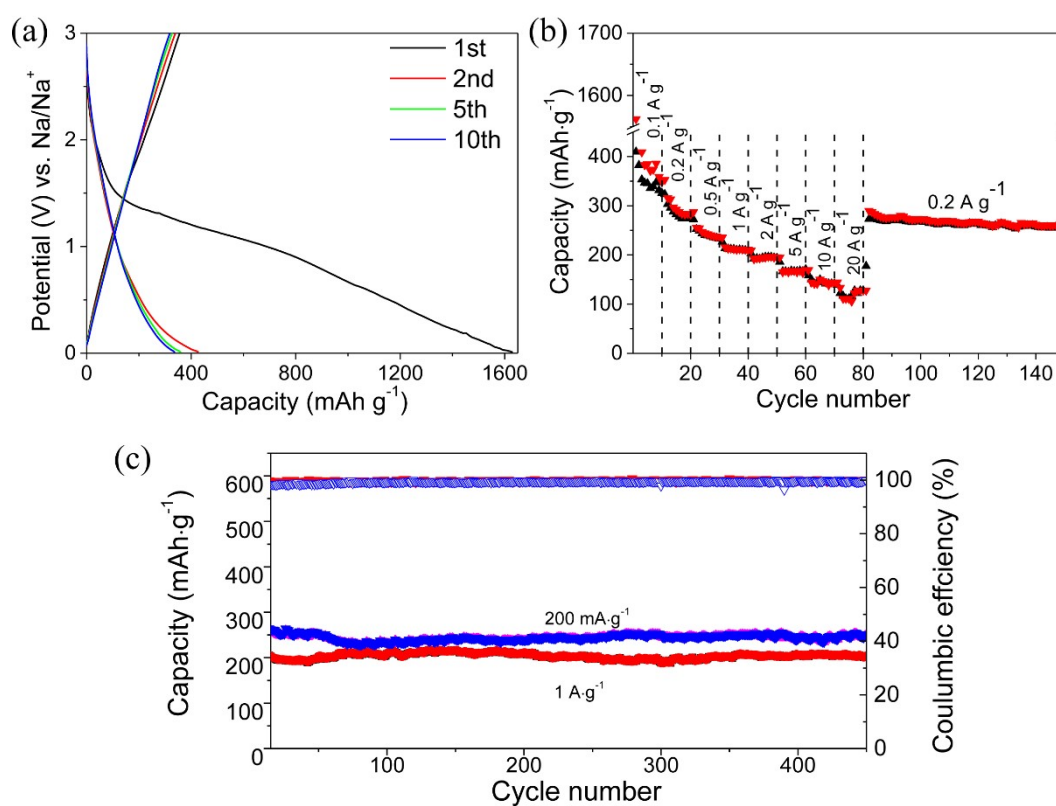 (a)
3
2
1
0
Potential (V) vs. Na/Na⁺
1st
2nd
5th
10th
0 400 800 1200 1600
Capacity (mAh g⁻¹)
(b)
1700
1600
400
300
200
100
0
Capacity (mAh·g⁻¹)
0.1 A g⁻¹
0.2 A g⁻¹
0.5 A g⁻¹
1 A g⁻¹
2 A g⁻¹
5 A g⁻¹
10 A g⁻¹
20 A g⁻¹
0.2 A g⁻¹
20 40 60 80 100 120 140
Cycle number
(c)
600
500
400
300
200
100
0
Capacity (mAh·g⁻¹)
200 mA·g⁻¹
1 A·g⁻¹
100
80
60
40
20
0
Coulumbic effciency (%)
100 200 300 400
Cycle number